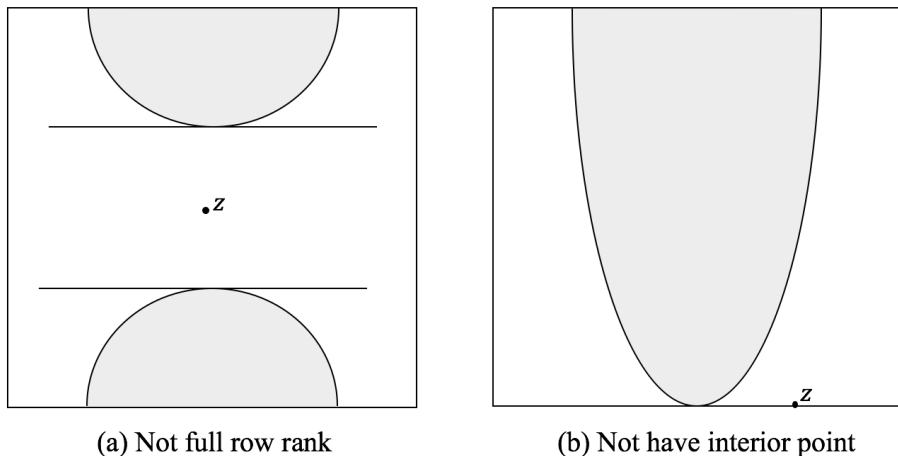 z
z
(a) Not full row rank
(b) Not have interior point